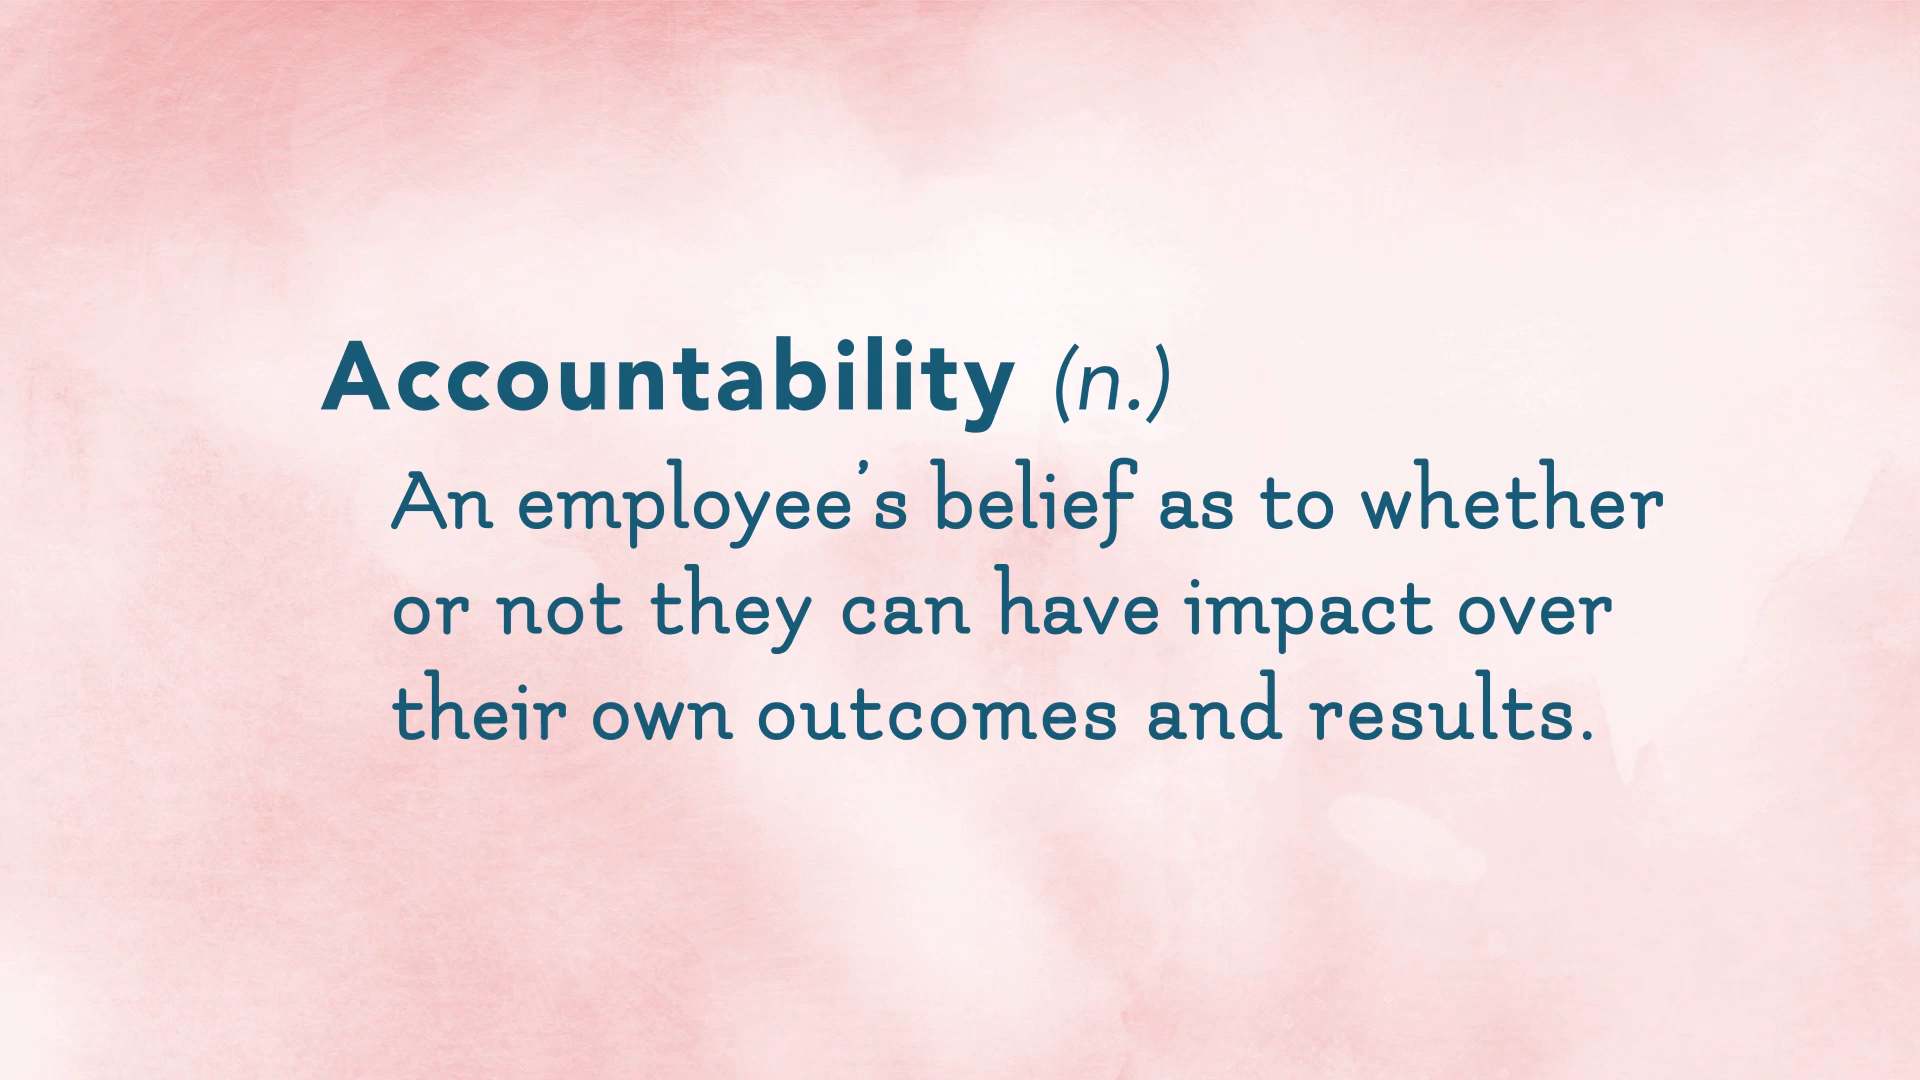 Accountability (n.)
An employee’s belief as to whether
or not they can have impact over
their own outcomes and results.